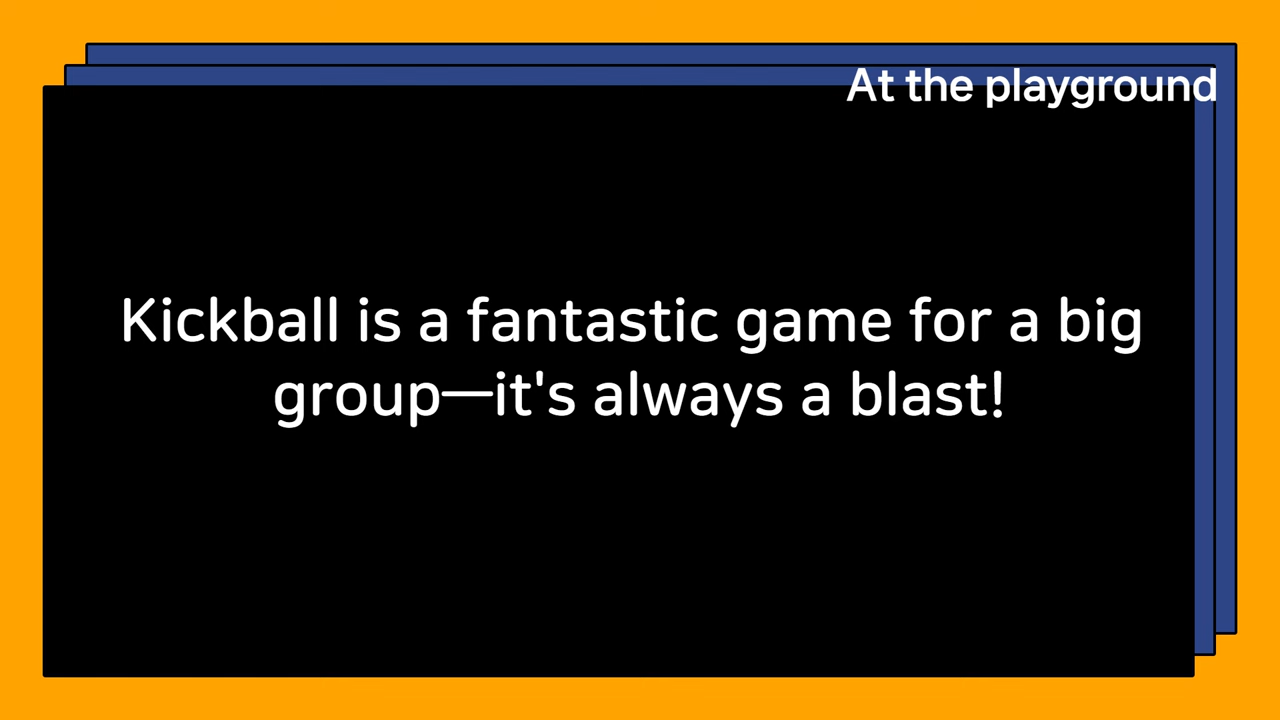 At the playground
Kickball is a fantastic game for a big
group—it's always a blast!